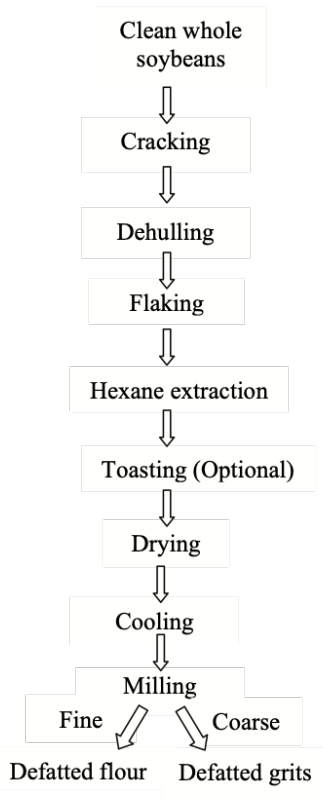 Clean whole
soybeans
Cracking
Dehulling
Flaking
Hexane extraction
Toasting (Optional)
Drying
Cooling
Milling
Fine
Coarse
Defatted flour
Defatted grits